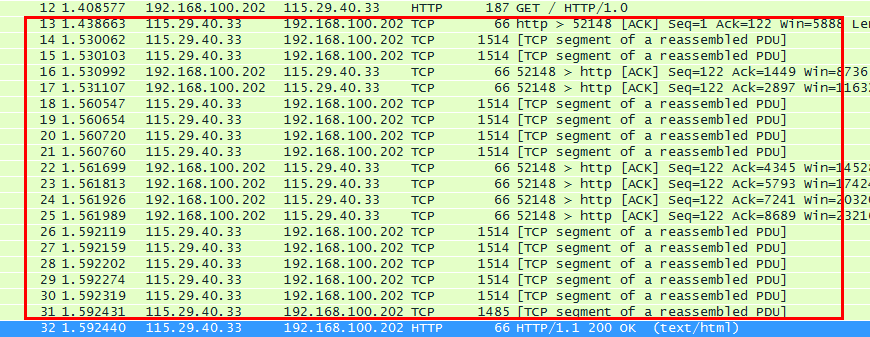 12 1.408577 192.168.100.202 115.29.40.33 HTTP 187 GET / HTTP/1.0
13 1.438663 115.29.40.33 192.168.100.202 TCP 66 http > 52148 [ACK] Seq=1 Ack=122 Win=5888 Len
14 1.530062 115.29.40.33 192.168.100.202 TCP 1514 [TCP segment of a reassembled PDU]
15 1.530103 115.29.40.33 192.168.100.202 TCP 1514 [TCP segment of a reassembled PDU]
16 1.530992 192.168.100.202 115.29.40.33 TCP 66 52148 > http [ACK] Seq=122 Ack=1449 Win=8736
17 1.531107 192.168.100.202 115.29.40.33 TCP 66 52148 > http [ACK] Seq=122 Ack=2897 Win=11632
18 1.560547 115.29.40.33 192.168.100.202 TCP 1514 [TCP segment of a reassembled PDU]
19 1.560654 115.29.40.33 192.168.100.202 TCP 1514 [TCP segment of a reassembled PDU]
20 1.560720 115.29.40.33 192.168.100.202 TCP 1514 [TCP segment of a reassembled PDU]
21 1.560760 115.29.40.33 192.168.100.202 TCP 1514 [TCP segment of a reassembled PDU]
22 1.561699 192.168.100.202 115.29.40.33 TCP 66 52148 > http [ACK] Seq=122 Ack=4345 Win=14528
23 1.561813 192.168.100.202 115.29.40.33 TCP 66 52148 > http [ACK] Seq=122 Ack=5793 Win=17424
24 1.561926 192.168.100.202 115.29.40.33 TCP 66 52148 > http [ACK] Seq=122 Ack=7241 Win=20320
25 1.561989 192.168.100.202 115.29.40.33 TCP 66 52148 > http [ACK] Seq=122 Ack=8689 Win=23216
26 1.592119 115.29.40.33 192.168.100.202 TCP 1514 [TCP segment of a reassembled PDU]
27 1.592159 115.29.40.33 192.168.100.202 TCP 1514 [TCP segment of a reassembled PDU]
28 1.592202 115.29.40.33 192.168.100.202 TCP 1514 [TCP segment of a reassembled PDU]
29 1.592274 115.29.40.33 192.168.100.202 TCP 1514 [TCP segment of a reassembled PDU]
30 1.592319 115.29.40.33 192.168.100.202 TCP 1514 [TCP segment of a reassembled PDU]
31 1.592431 115.29.40.33 192.168.100.202 TCP 1485 [TCP segment of a reassembled PDU]
32 1.592440 115.29.40.33 192.168.100.202 HTTP 66 HTTP/1.1 200 OK (text/html)